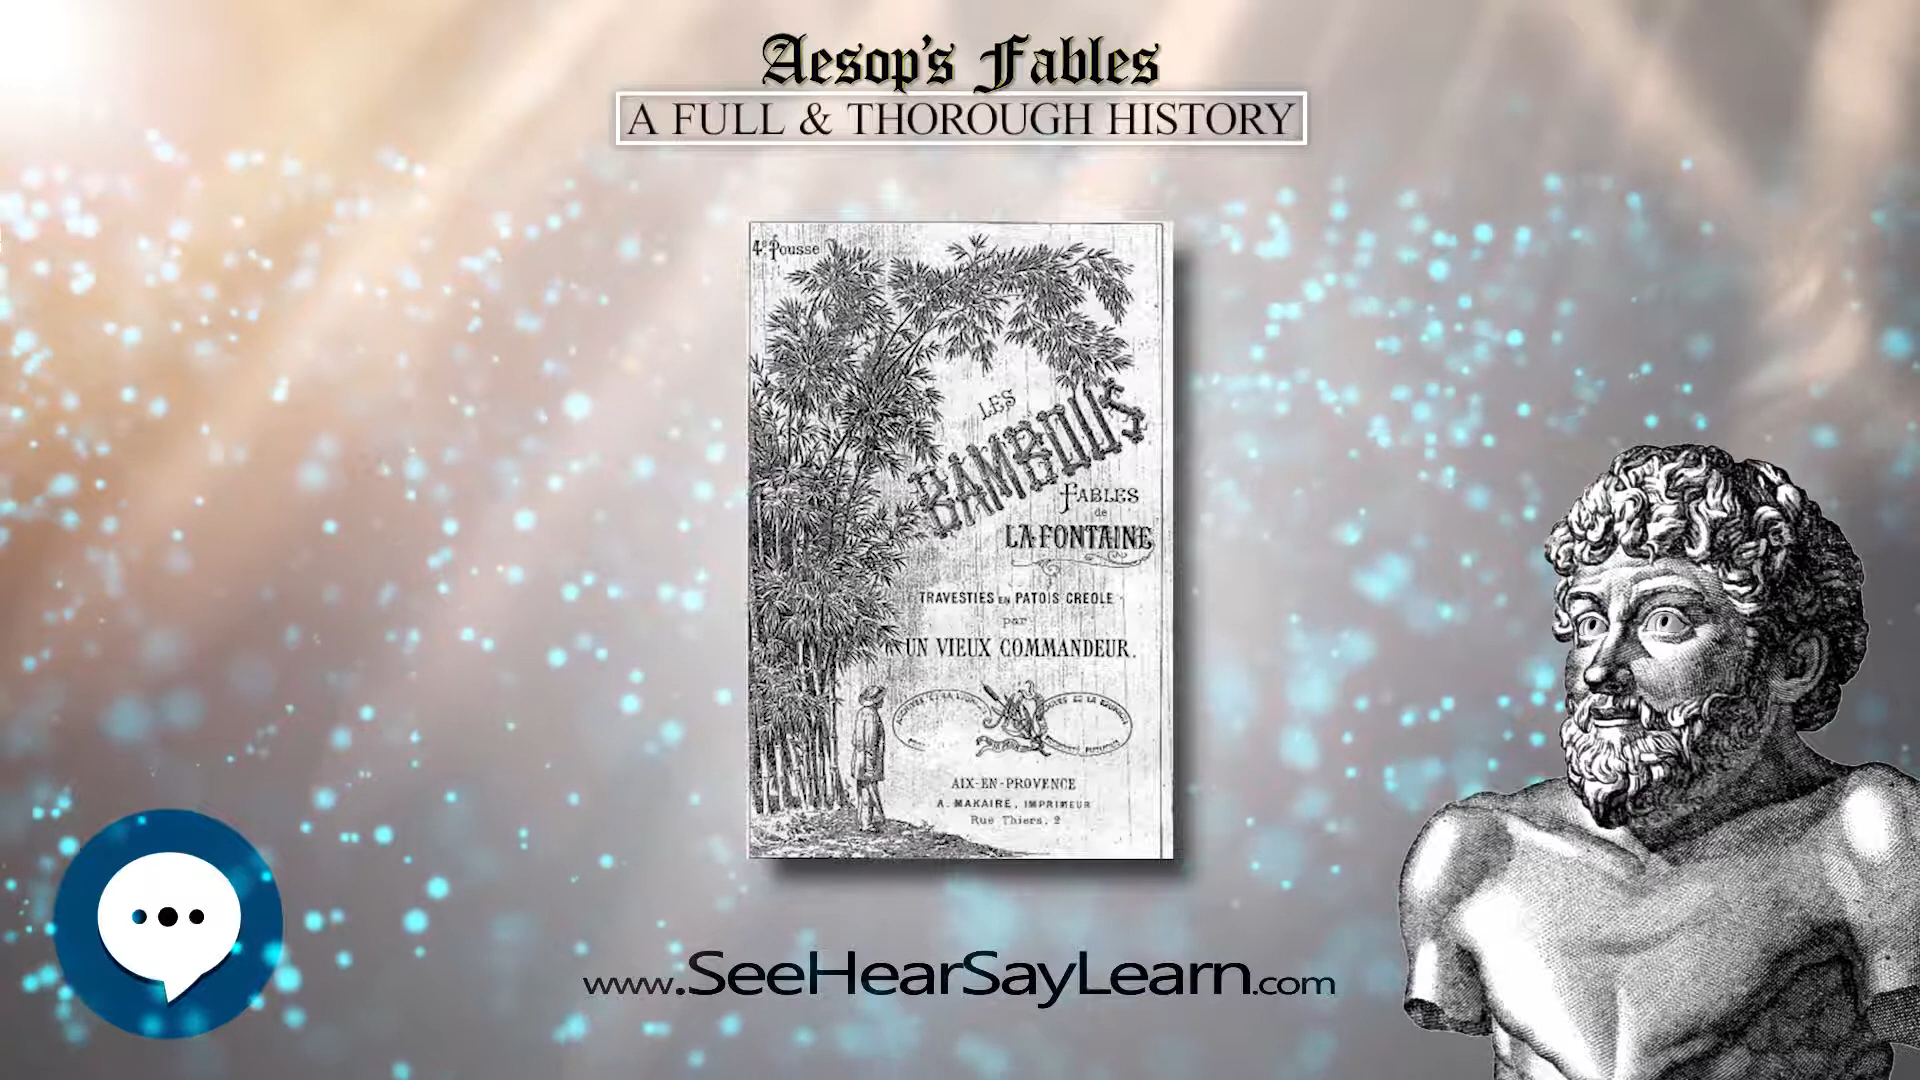 Aesop's Fables
A FULL & THOROUGH HISTORY
4e Pousse
LES
BAMBOUS
FABLES
de
LA FONTAINE
TRAVESTIES EN PATOIS CREOLE
par
UN VIEUX COMMANDEUR.
AIX-EN-PROVENCE
A. MAKAIRE, IMPRIMEUR
Rue Thiers, 2
www.SeeHearSayLearn.com